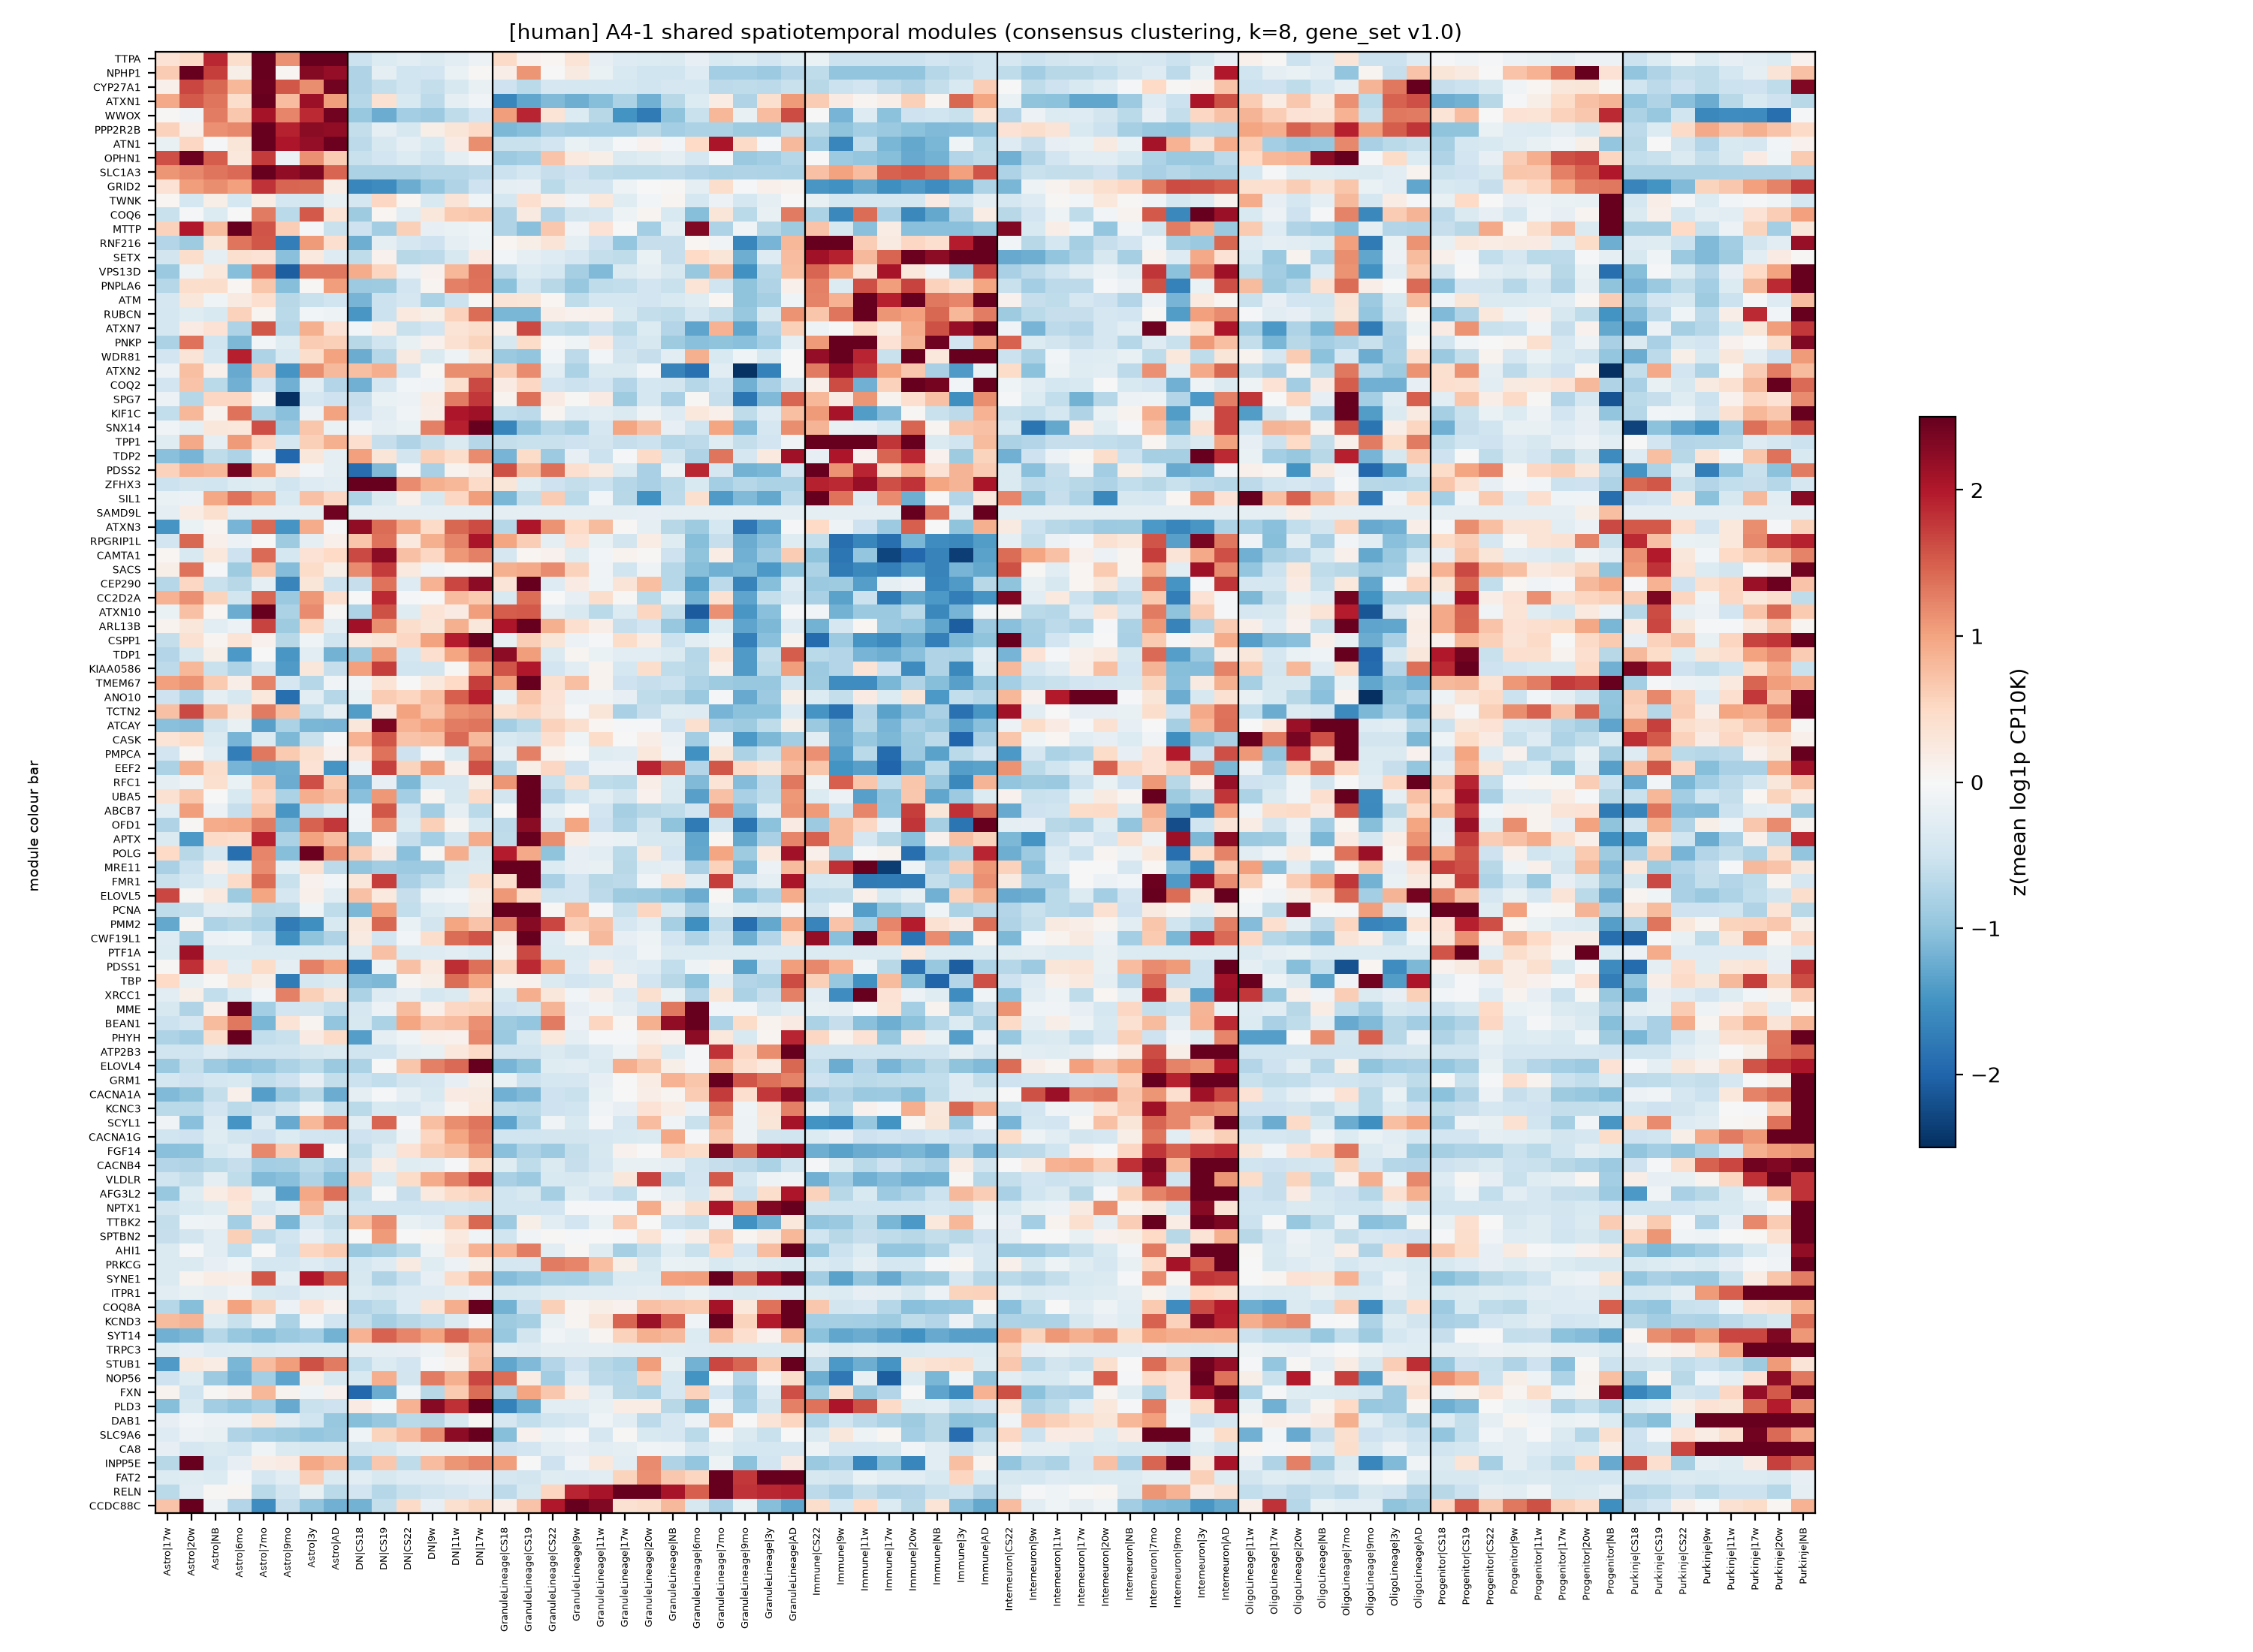 [human] A4-1 shared spatiotemporal modules (consensus clustering, k=8, gene_set v1.0)
TTPA
NPHP1
CYP27A1
ATXN1
WWOX
PPP2R2B
ATN1
OPHN1
SLC1A3
GRID2
TWNK
COQ6
MTTP
RNF216
SETX
VPS13D
PNPLA6
ATM
RUBCN
ATXN7
PNKP
WDR81
ATXN2
COQ2
SPG7
KIF1C
SNX14
TPP1
TDP2
PDSS2
ZFHX3
SIL1
SAMD9L
ATXN3
RPGRIP1L
CAMTA1
SACS
CEP290
CC2D2A
ATXN10
ARL13B
CSPP1
TDP1
KIAA0586
TMEM67
ANO10
TCTN2
ATCAY
CASK
PMPCA
EEF2
RFC1
UBA5
ABCB7
OFD1
APTX
POLG
MRE11
FMR1
ELOVL5
PCNA
PMM2
CWF19L1
PTF1A
PDSS1
TBP
XRCC1
MME
BEAN1
PHYH
ATP2B3
ELOVL4
GRM1
CACNA1A
KCNC3
SCYL1
CACNA1G
FGF14
CACNB4
VLDLR
AFG3L2
NPTX1
TTBK2
SPTBN2
AHI1
PRKCG
SYNE1
ITPR1
COQ8A
KCND3
SYT14
TRPC3
STUB1
NOP56
FXN
PLD3
DAB1
SLC9A6
CA8
INPP5E
FAT2
RELN
CCDC88C
module colour bar
Astro|17w
Astro|20w
Astro|NB
Astro|6mo
Astro|7mo
Astro|9mo
Astro|3y
Astro|AD
DN|CS18
DN|CS19
DN|CS22
DN|9w
DN|11w
DN|17w
GranuleLineage|CS18
GranuleLineage|CS19
GranuleLineage|CS22
GranuleLineage|9w
GranuleLineage|11w
GranuleLineage|17w
GranuleLineage|20w
GranuleLineage|NB
GranuleLineage|6mo
GranuleLineage|7mo
GranuleLineage|9mo
GranuleLineage|3y
GranuleLineage|AD
Immune|CS22
Immune|9w
Immune|11w
Immune|17w
Immune|20w
Immune|NB
Immune|3y
Immune|AD
Interneuron|CS22
Interneuron|9w
Interneuron|11w
Interneuron|17w
Interneuron|20w
Interneuron|NB
Interneuron|7mo
Interneuron|9mo
Interneuron|3y
Interneuron|AD
OligoLineage|11w
OligoLineage|17w
OligoLineage|20w
OligoLineage|NB
OligoLineage|7mo
OligoLineage|9mo
OligoLineage|3y
OligoLineage|AD
Progenitor|CS18
Progenitor|CS19
Progenitor|CS22
Progenitor|9w
Progenitor|11w
Progenitor|17w
Progenitor|20w
Progenitor|NB
Purkinje|CS18
Purkinje|CS19
Purkinje|CS22
Purkinje|9w
Purkinje|11w
Purkinje|17w
Purkinje|20w
Purkinje|NB
2
1
0
−1
−2
z(mean log1p CP10K)